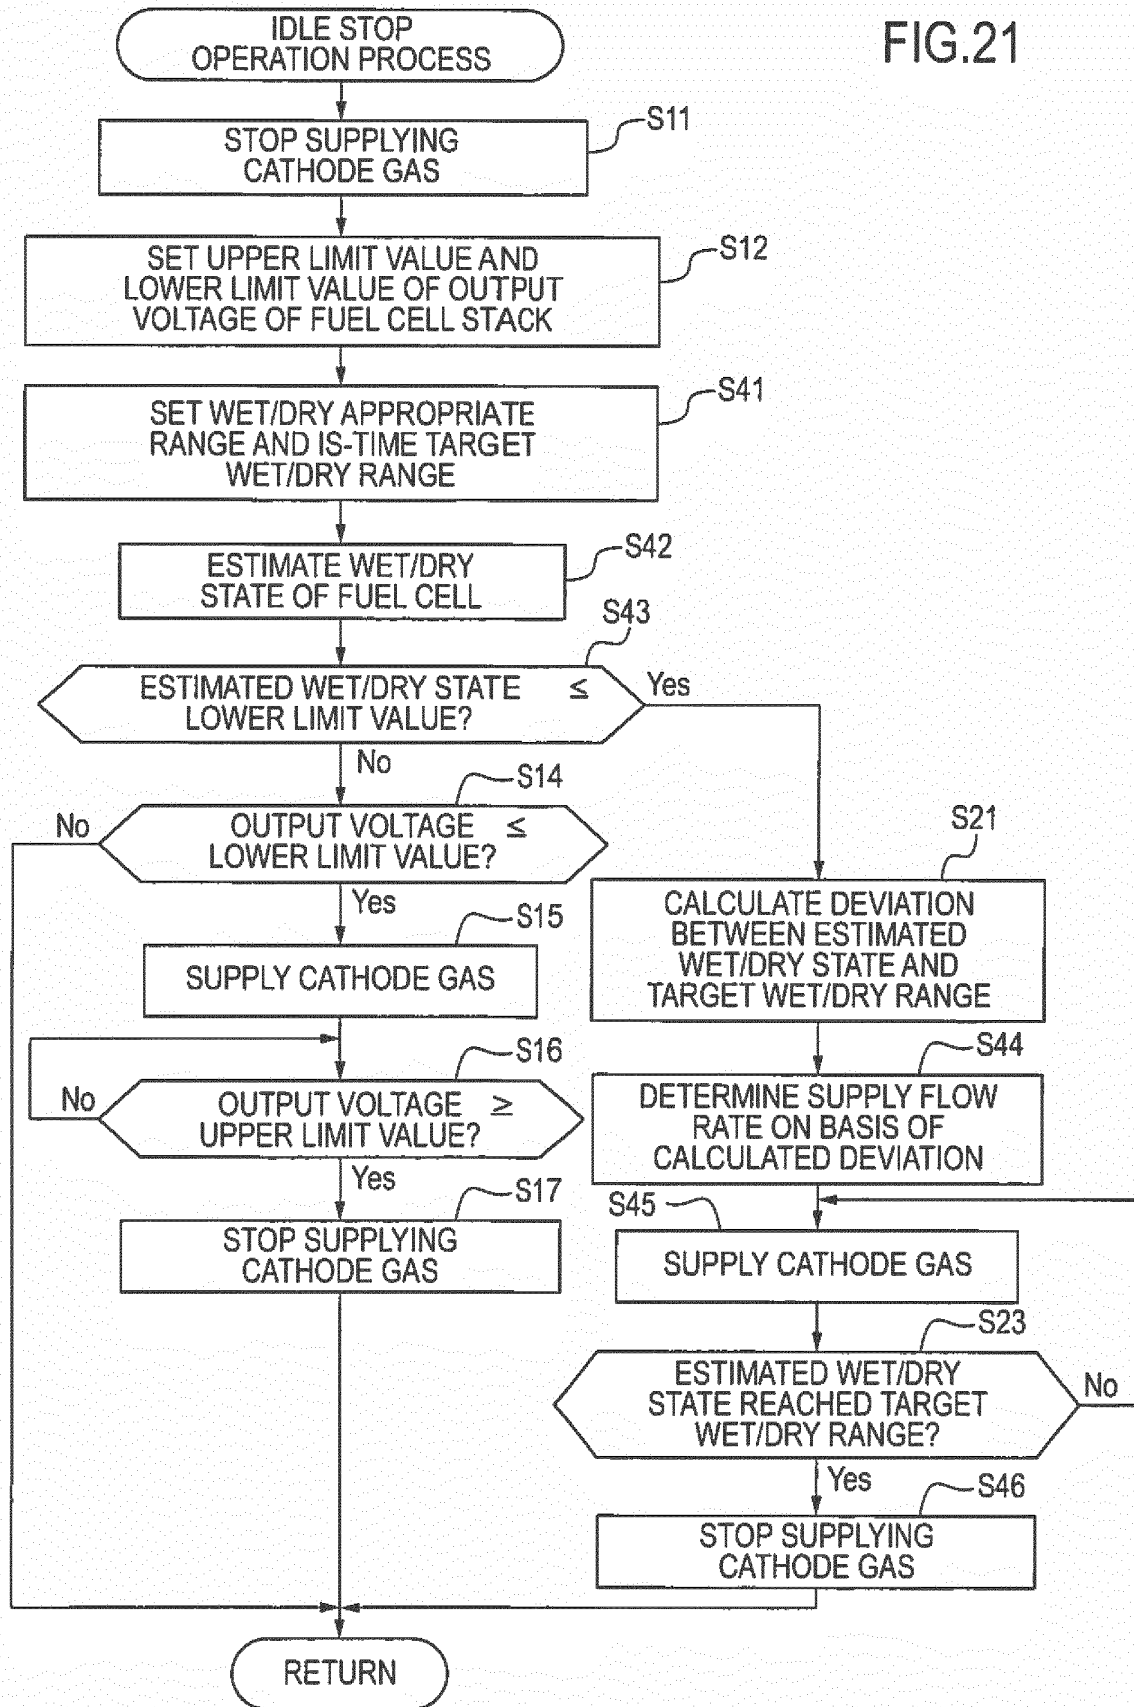 FIG.21
IDLE STOP
OPERATION PROCESS
S11
STOP SUPPLYING
CATHODE GAS
S12
SET UPPER LIMIT VALUE AND
LOWER LIMIT VALUE OF OUTPUT
VOLTAGE OF FUEL CELL STACK
S41
SET WET/DRY APPROPRIATE
RANGE AND IS-TIME TARGET
WET/DRY RANGE
S42
ESTIMATE WET/DRY
STATE OF FUEL CELL
S43
ESTIMATED WET/DRY STATE ≤
LOWER LIMIT VALUE?
Yes
No
S14
OUTPUT VOLTAGE ≤
LOWER LIMIT VALUE?
No
Yes
S15
SUPPLY CATHODE GAS
S16
OUTPUT VOLTAGE ≥
UPPER LIMIT VALUE?
No
Yes
S17
STOP SUPPLYING
CATHODE GAS
S21
CALCULATE DEVIATION
BETWEEN ESTIMATED
WET/DRY STATE AND
TARGET WET/DRY RANGE
S44
DETERMINE SUPPLY FLOW
RATE ON BASIS OF
CALCULATED DEVIATION
S45
SUPPLY CATHODE GAS
S23
ESTIMATED WET/DRY
STATE REACHED TARGET
WET/DRY RANGE?
No
Yes
S46
STOP SUPPLYING
CATHODE GAS
RETURN